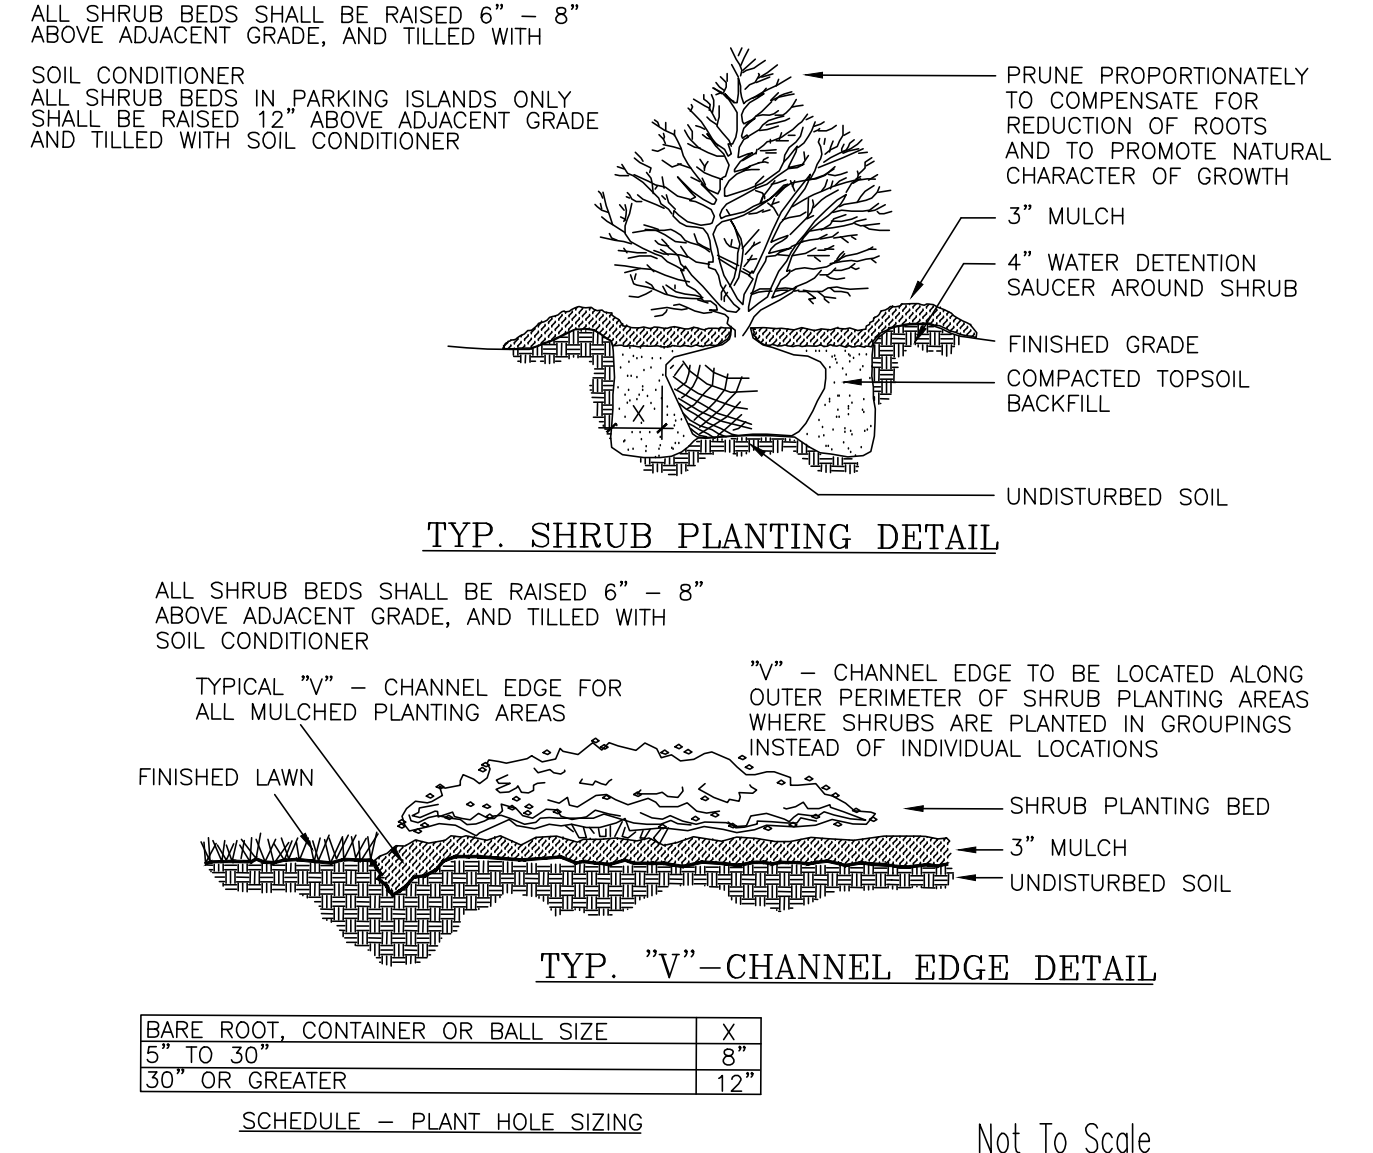 ALL SHRUB BEDS SHALL BE RAISED 6" – 8"
ABOVE ADJACENT GRADE, AND TILLED WITH
SOIL CONDITIONER
ALL SHRUB BEDS IN PARKING ISLANDS ONLY
SHALL BE RAISED 12" ABOVE ADJACENT GRADE
AND TILLED WITH SOIL CONDITIONER
PRUNE PROPORTIONATELY
TO COMPENSATE FOR
REDUCTION OF ROOTS
AND TO PROMOTE NATURAL
CHARACTER OF GROWTH
3" MULCH
4" WATER DETENTION
SAUCER AROUND SHRUB
FINISHED GRADE
COMPACTED TOPSOIL
BACKFILL
X
UNDISTURBED SOIL
TYP. SHRUB PLANTING DETAIL
ALL SHRUB BEDS SHALL BE RAISED 6" – 8"
ABOVE ADJACENT GRADE, AND TILLED WITH
SOIL CONDITIONER
TYPICAL "V" – CHANNEL EDGE FOR
ALL MULCHED PLANTING AREAS
"V" – CHANNEL EDGE TO BE LOCATED ALONG
OUTER PERIMETER OF SHRUB PLANTING AREAS
WHERE SHRUBS ARE PLANTED IN GROUPINGS
INSTEAD OF INDIVIDUAL LOCATIONS
FINISHED LAWN
SHRUB PLANTING BED
3" MULCH
UNDISTURBED SOIL
TYP. "V"–CHANNEL EDGE DETAIL
BARE ROOT, CONTAINER OR BALL SIZE X
5" TO 30" 8"
30" OR GREATER 12"
SCHEDULE – PLANT HOLE SIZING
Not To Scale